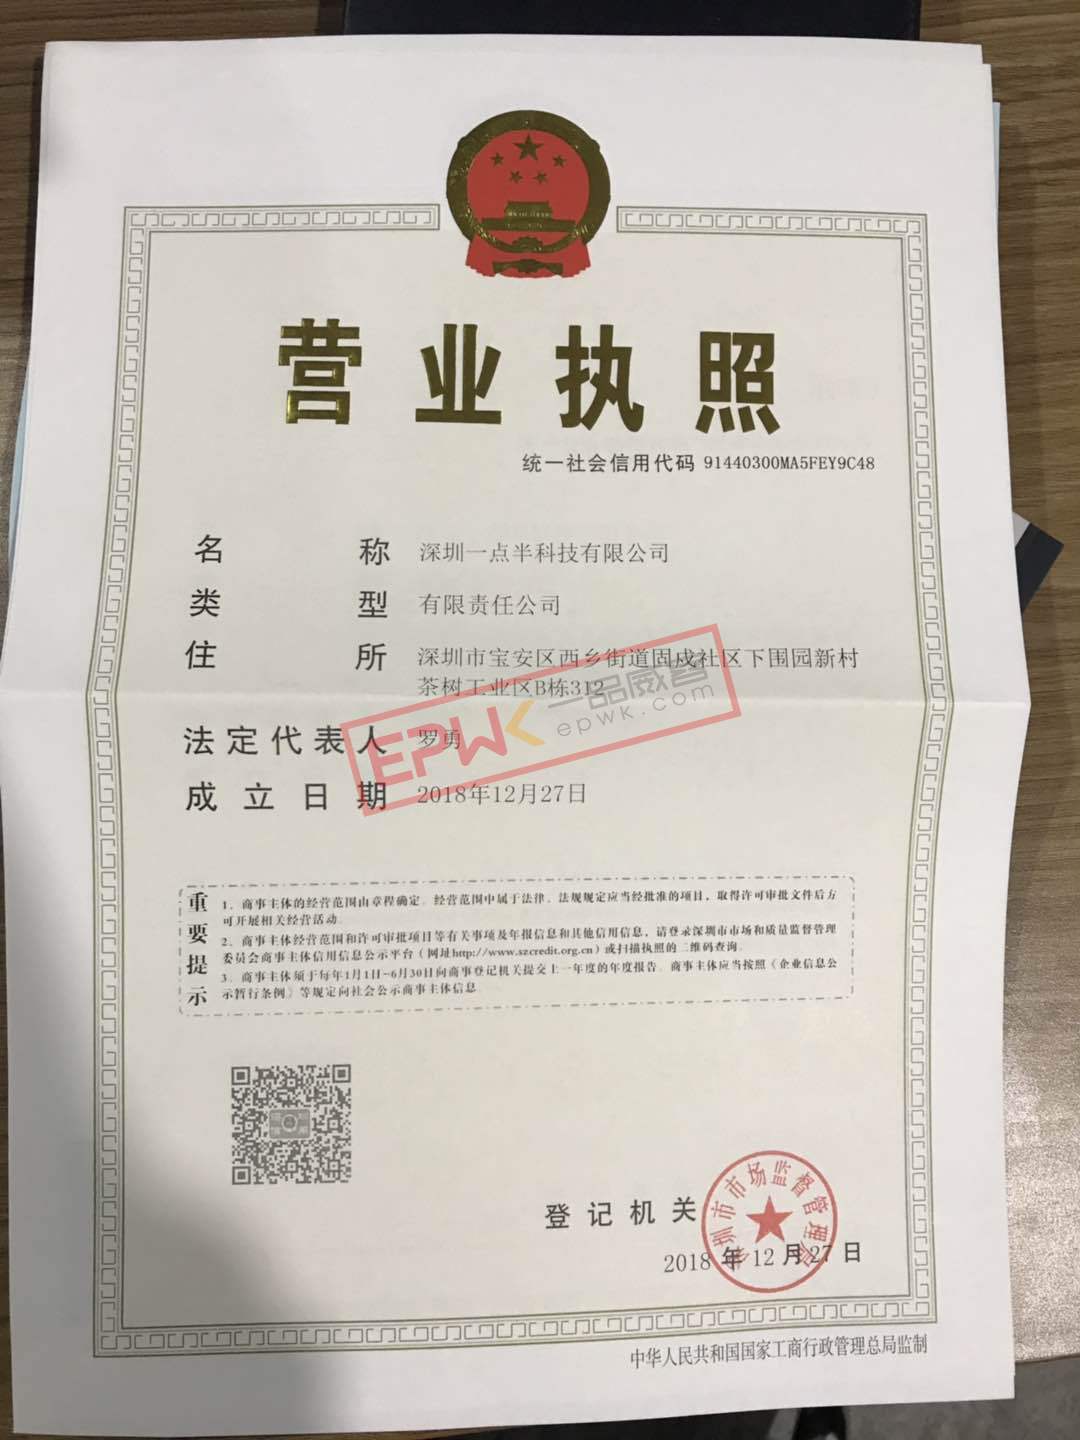 营业执照
统一社会信用代码 91440300MA5FEY9C48
名称 深圳一点半科技有限公司
类型 有限责任公司
住所 深圳市宝安区西乡街道固戍社区下围园新村
茶树工业区B栋312
法定代表人 罗勇
成立日期 2018年12月27日
EPWK 一品威客
epwk.com
重要提示
1、商事主体的经营范围由章程确定。经营范围中属于法律、法规规定应当经批准的项目，取得许可审批文件后方
可开展相关经营活动。
2、商事主体经营范围和许可审批项目等有关事项及年报信息和其他信用信息，请登录深圳市市场和质量监督管理
委员会商事主体信用信息公示平台（网址http://www.szcredit.org.cn）或扫描执照的二维码查询。
3、商事主体须于每年1月1日-6月30日向商事登记机关提交上一年度的年度报告。商事主体应当按照《企业信息公
示暂行条例》等规定向社会公示商事主体信息。
登记机关
深圳市市场监督管理局
2018年12月27日
中华人民共和国国家工商行政管理总局监制